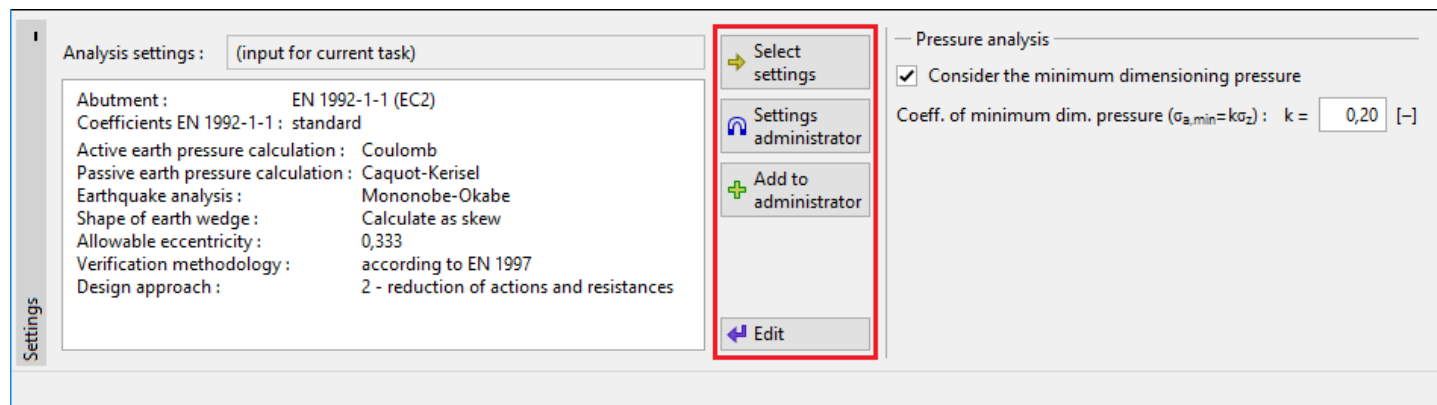 Analysis settings : (input for current task)
Abutment : EN 1992-1-1 (EC2)
Coefficients EN 1992-1-1 : standard
Active earth pressure calculation : Coulomb
Passive earth pressure calculation : Caquot-Kerisel
Earthquake analysis : Mononobe-Okabe
Shape of earth wedge : Calculate as skew
Allowable eccentricity : 0,333
Verification methodology : according to EN 1997
Design approach : 2 - reduction of actions and resistances
Settings
Select
settings
Settings
administrator
Add to
administrator
Edit
Pressure analysis
Consider the minimum dimensioning pressure
Coeff. of minimum dim. pressure (σa,min=kσz) : k = 0,20 [–]